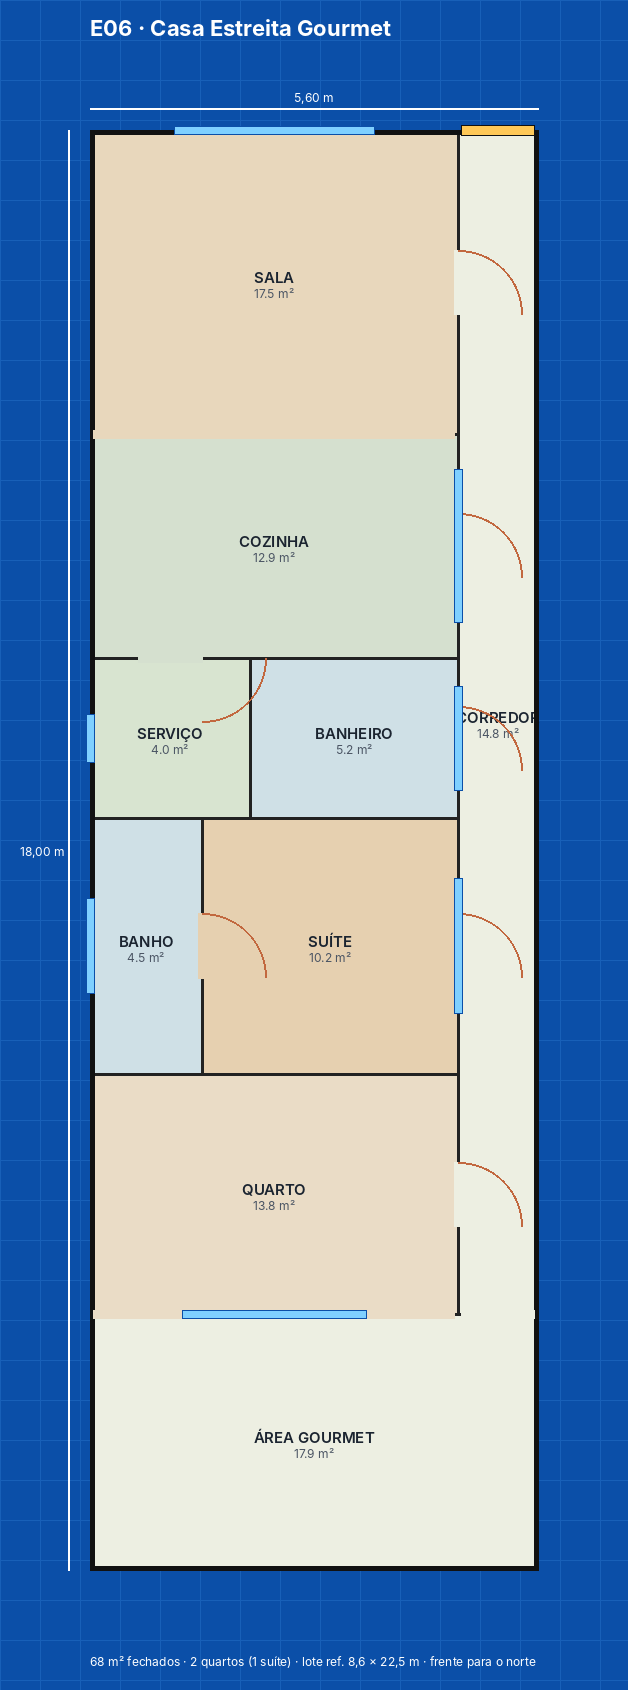 E06 · Casa Estreita Gourmet
5,60 m
SALA
17.5 m²
COZINHA
12.9 m²
CORREDOR
14.8 m²
SERVIÇO
4.0 m²
BANHEIRO
5.2 m²
18,00 m
BANHO
4.5 m²
SUÍTE
10.2 m²
QUARTO
13.8 m²
ÁREA GOURMET
17.9 m²
68 m² fechados · 2 quartos (1 suíte) · lote ref. 8,6 × 22,5 m · frente para o norte